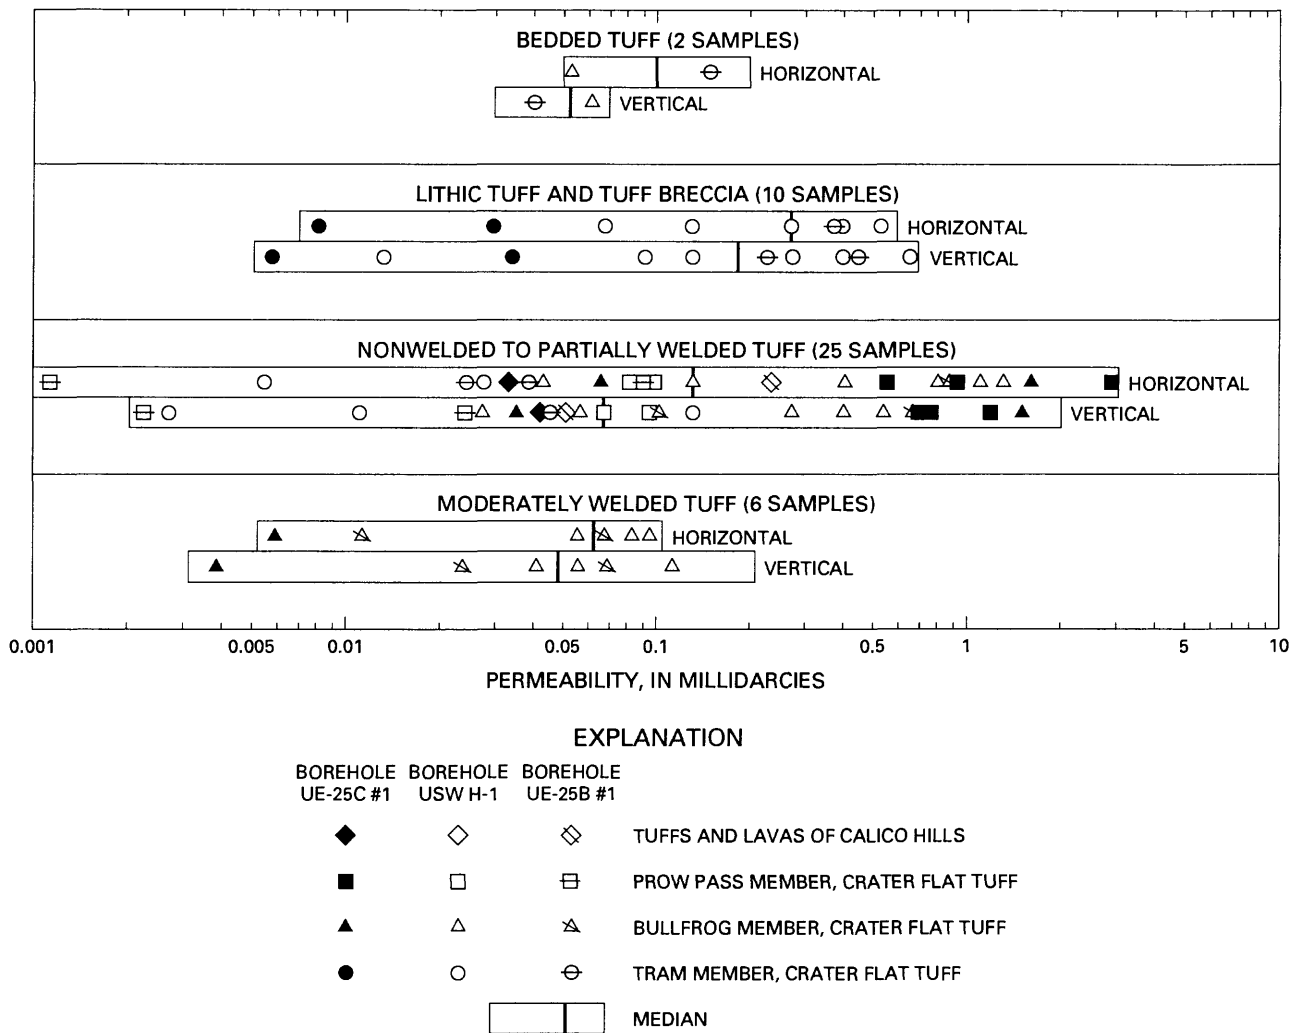 BEDDED TUFF (2 SAMPLES)
HORIZONTAL
VERTICAL
LITHIC TUFF AND TUFF BRECCIA (10 SAMPLES)
HORIZONTAL
VERTICAL
NONWELDED TO PARTIALLY WELDED TUFF (25 SAMPLES)
HORIZONTAL
VERTICAL
MODERATELY WELDED TUFF (6 SAMPLES)
HORIZONTAL
VERTICAL
0.001 0.005 0.01 0.05 0.1 0.5 1 5 10
PERMEABILITY, IN MILLIDARCIES
EXPLANATION
BOREHOLE BOREHOLE BOREHOLE
UE-25C #1 USW H-1 UE-25B #1
TUFFS AND LAVAS OF CALICO HILLS
PROW PASS MEMBER, CRATER FLAT TUFF
BULLFROG MEMBER, CRATER FLAT TUFF
TRAM MEMBER, CRATER FLAT TUFF
MEDIAN